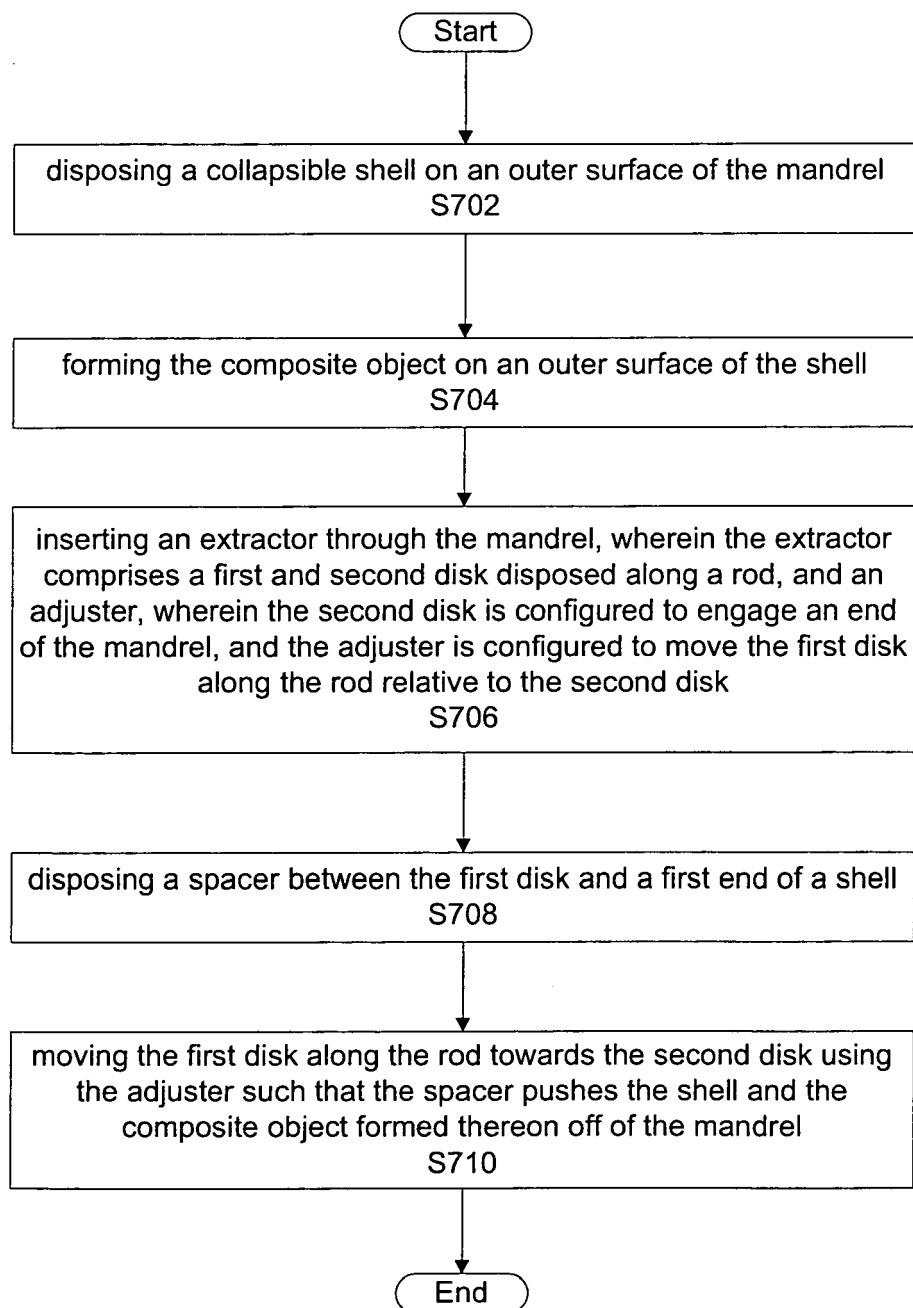 Start
disposing a collapsible shell on an outer surface of the mandrel
S702
forming the composite object on an outer surface of the shell
S704
inserting an extractor through the mandrel, wherein the extractor
comprises a first and second disk disposed along a rod, and an
adjuster, wherein the second disk is configured to engage an end
of the mandrel, and the adjuster is configured to move the first disk
along the rod relative to the second disk
S706
disposing a spacer between the first disk and a first end of a shell
S708
moving the first disk along the rod towards the second disk using
the adjuster such that the spacer pushes the shell and the
composite object formed thereon off of the mandrel
S710
End